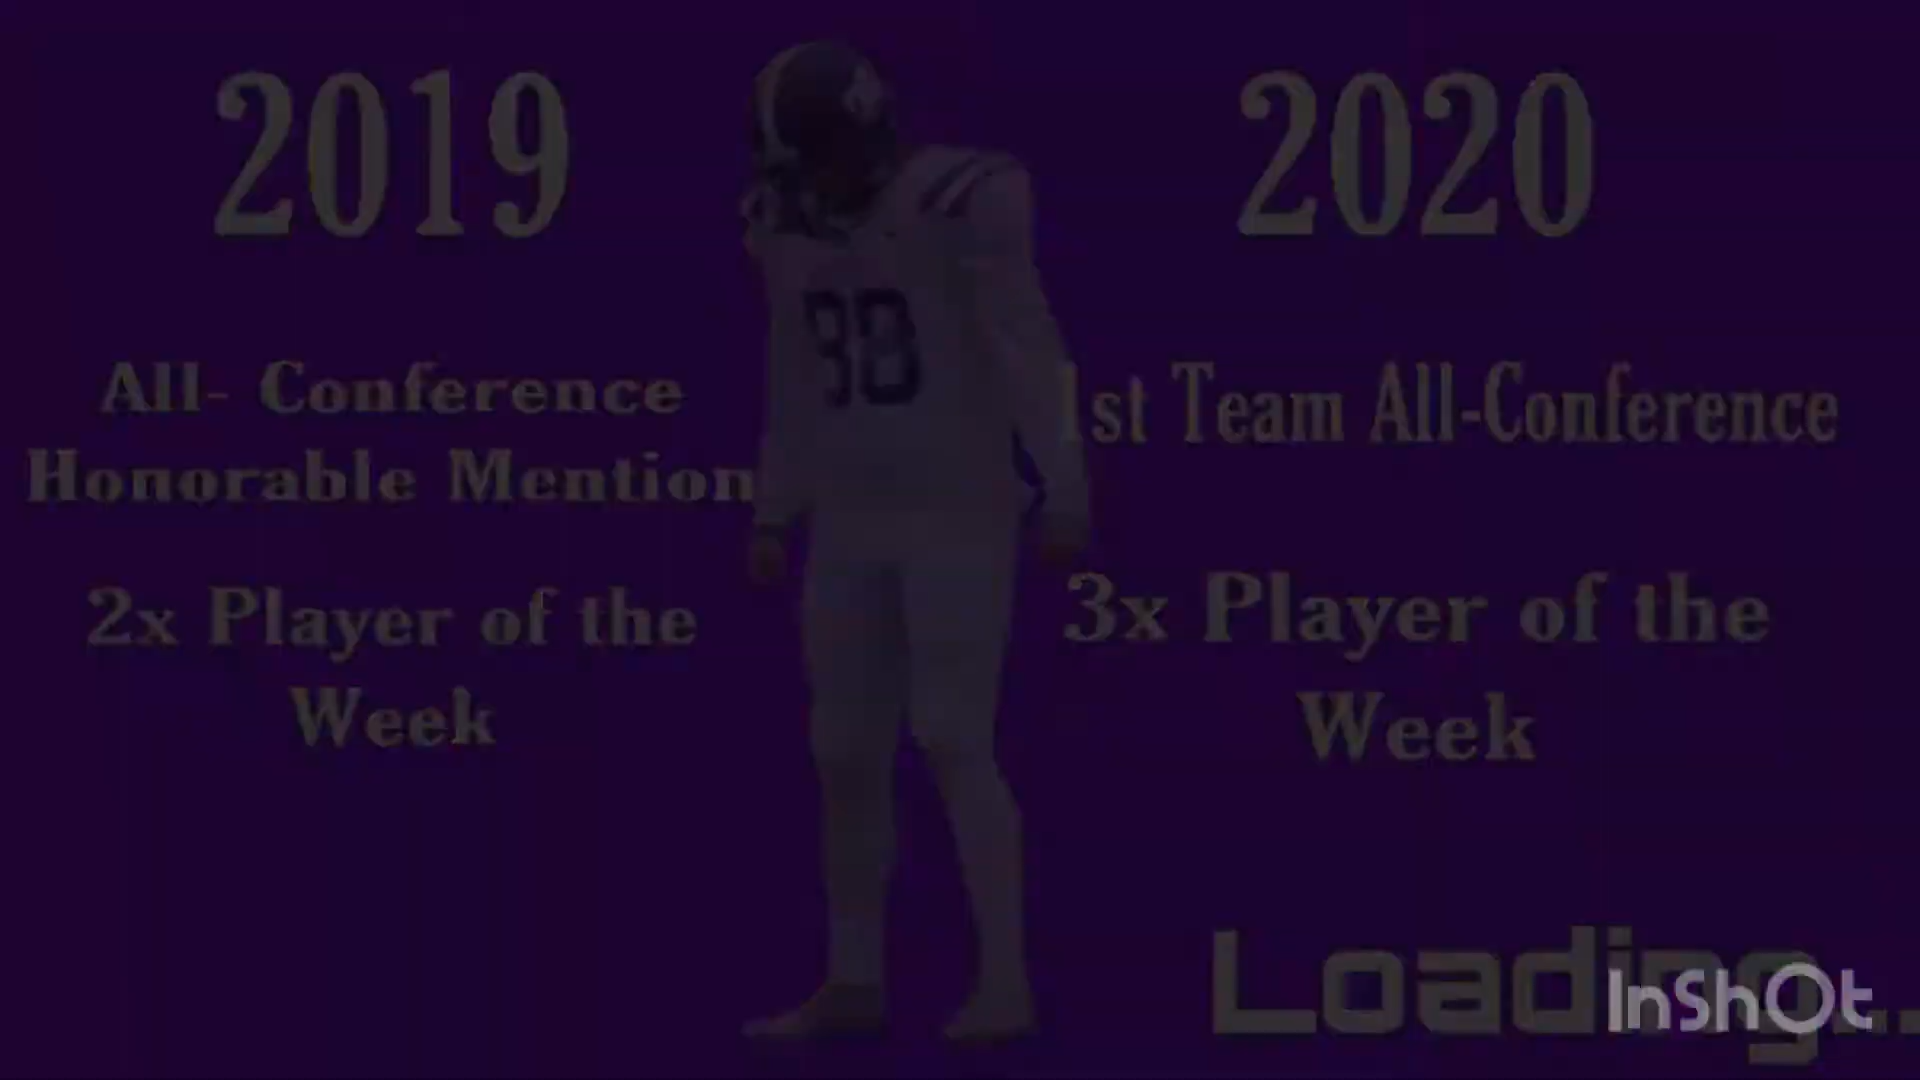 2019
2020
All- Conference
Honorable Mention
1st Team All-Conference
2x Player of the
Week
3x Player of the
Week
Loading...
InShOt